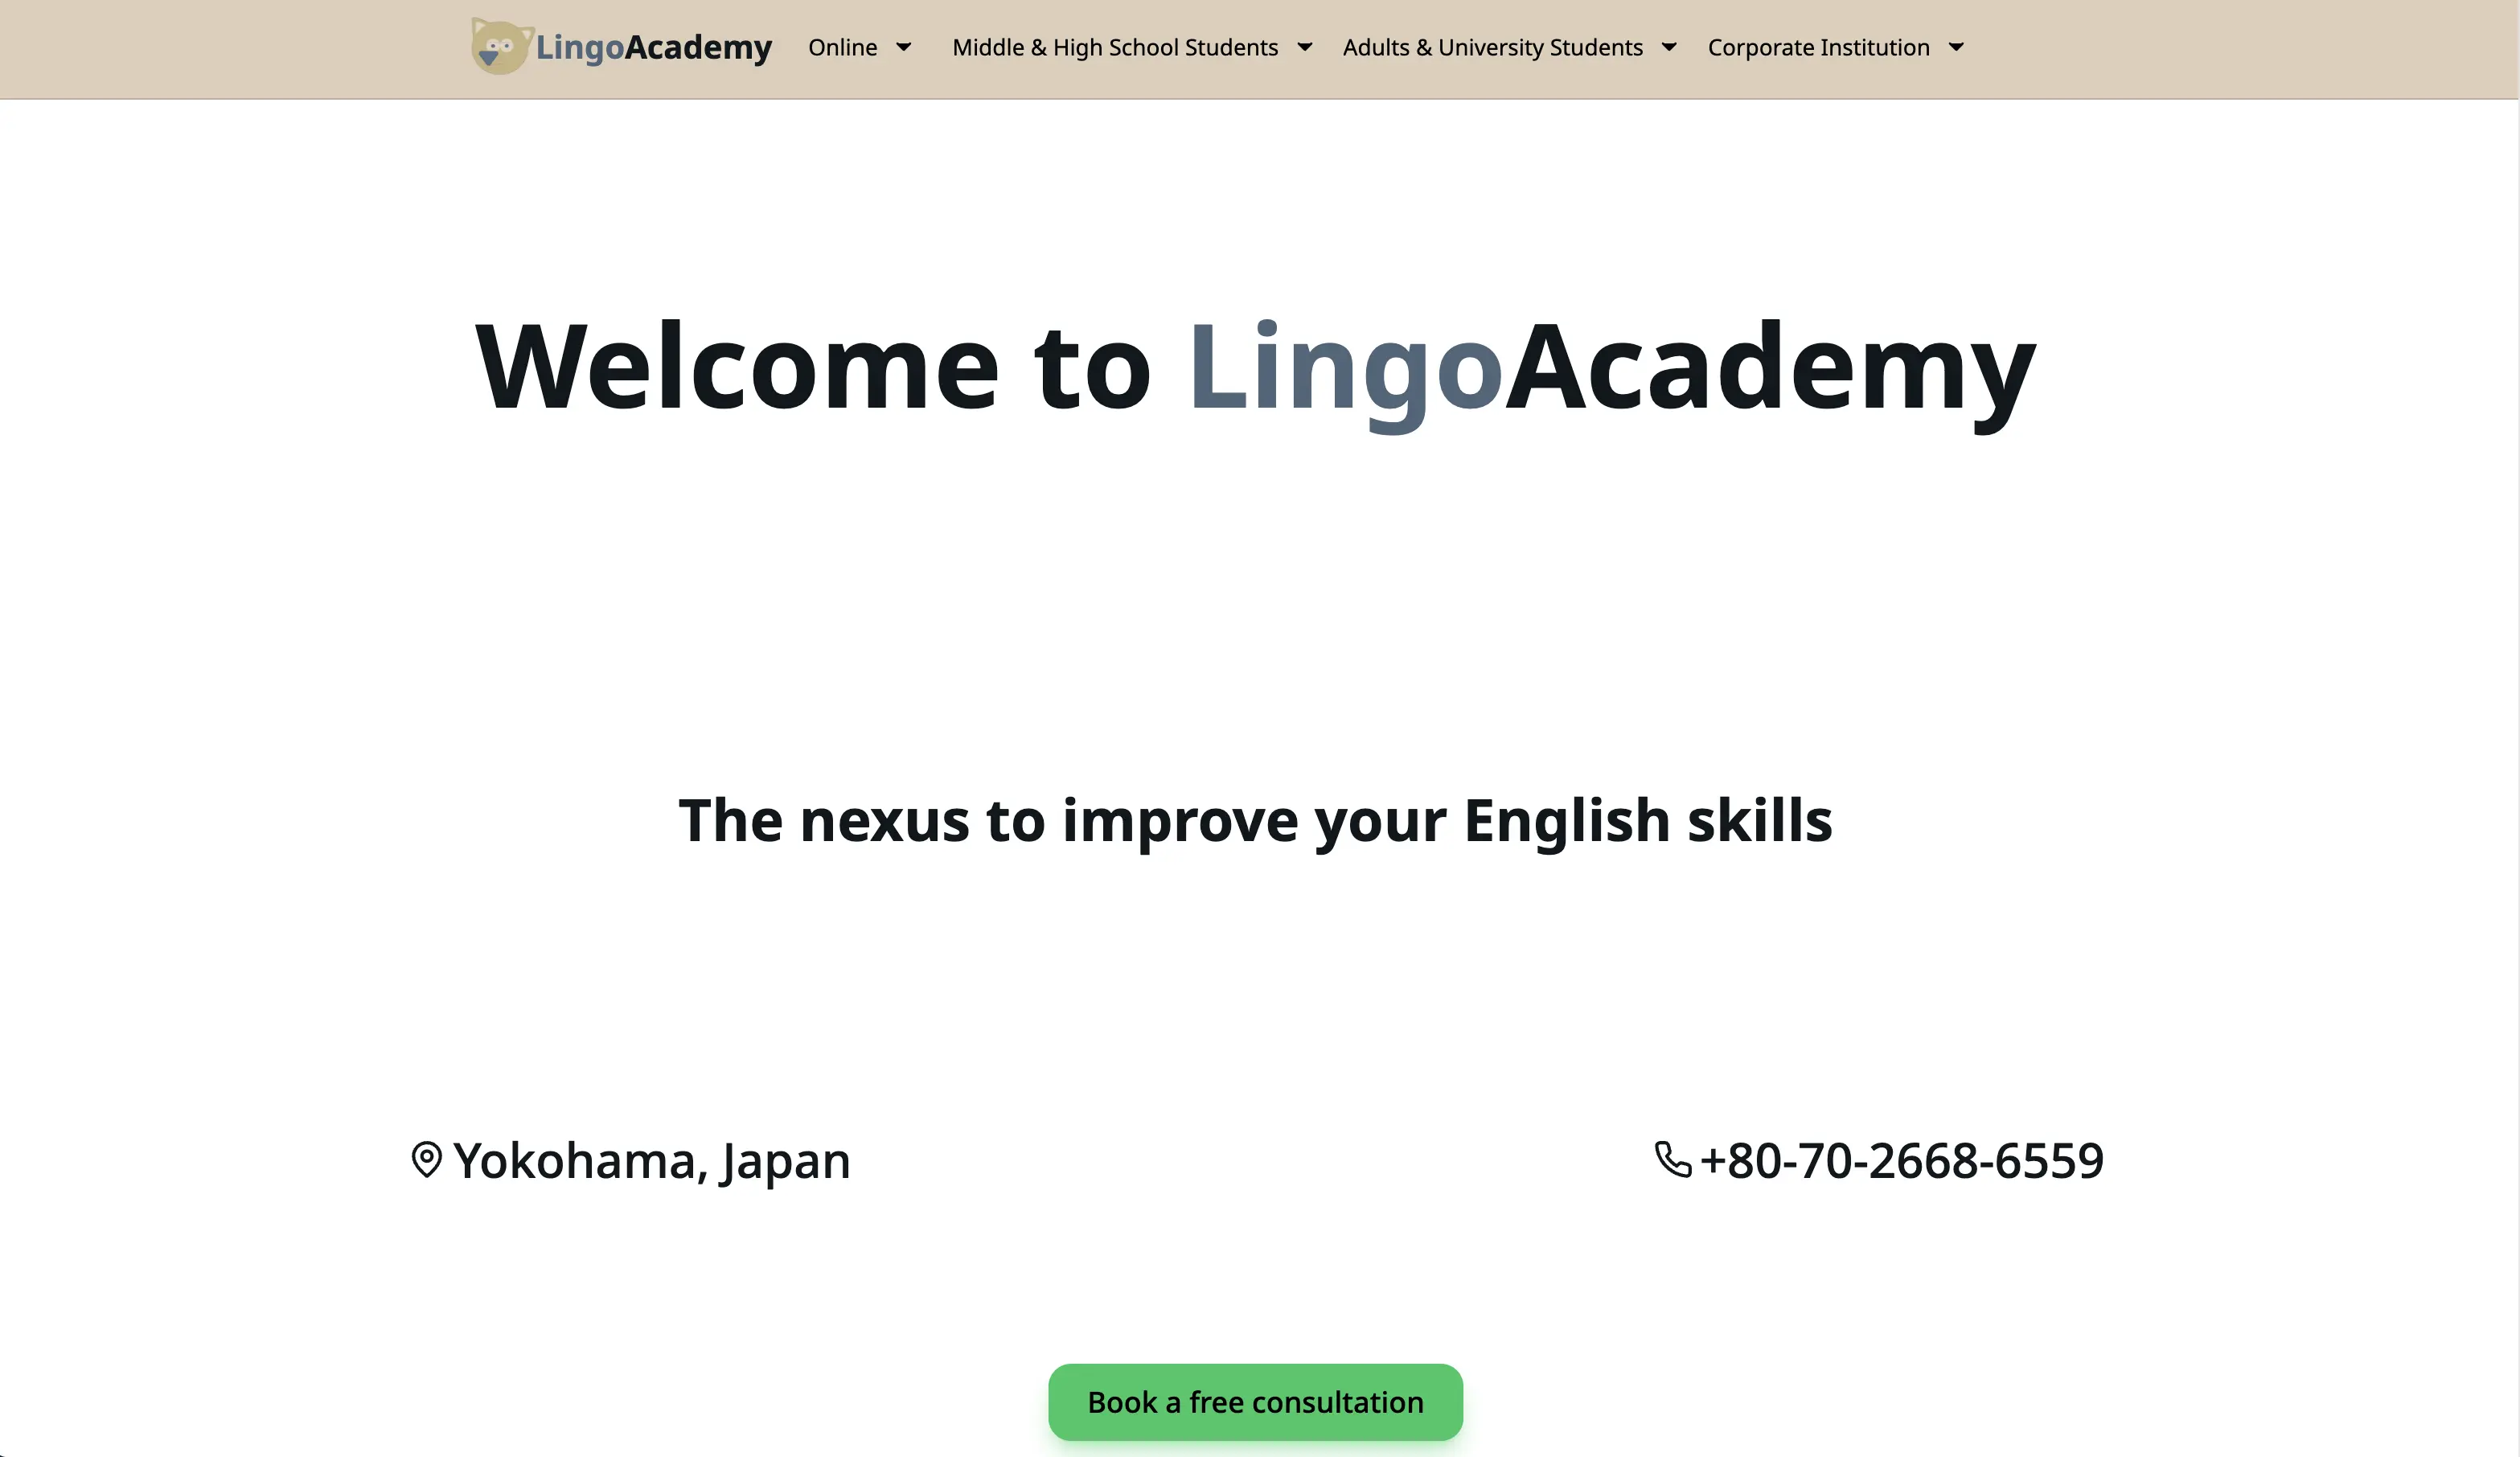 LingoAcademy Online Middle & High School Students Adults & University Students Corporate Institution
Welcome to LingoAcademy
The nexus to improve your English skills
Yokohama, Japan +80-70-2668-6559
Book a free consultation